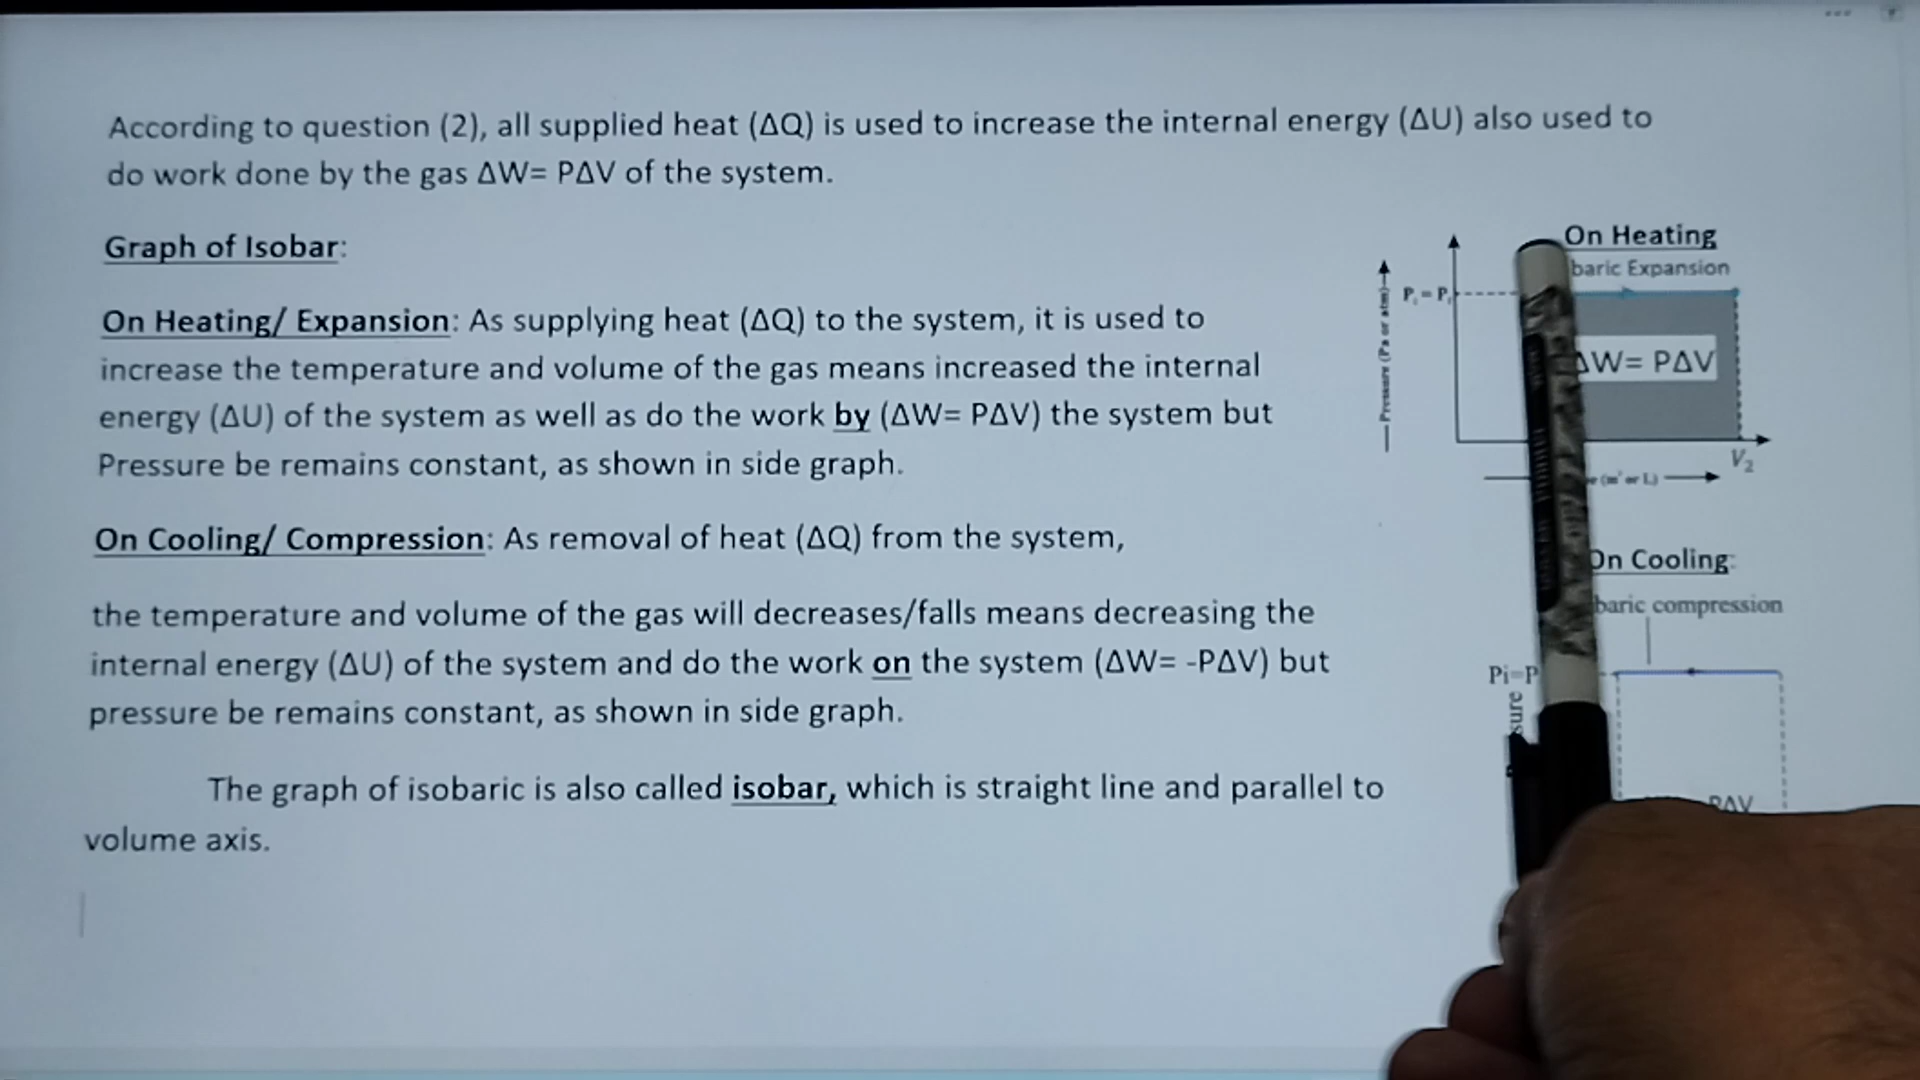 According to question (2), all supplied heat (ΔQ) is used to increase the internal energy (ΔU) also used to
do work done by the gas ΔW= PΔV of the system.
Graph of Isobar:
On Heating/ Expansion: As supplying heat (ΔQ) to the system, it is used to
increase the temperature and volume of the gas means increased the internal
energy (ΔU) of the system as well as do the work by (ΔW= PΔV) the system but
Pressure be remains constant, as shown in side graph.
On Cooling/ Compression: As removal of heat (ΔQ) from the system,
the temperature and volume of the gas will decreases/falls means decreasing the
internal energy (ΔU) of the system and do the work on the system (ΔW= -PΔV) but
pressure be remains constant, as shown in side graph.
The graph of isobaric is also called isobar, which is straight line and parallel to
volume axis.
On Heating
baric Expansion
Pressure (Pa or atm)
ΔW= PΔV
V₂
On Cooling:
baric compression
Pi=P
sure
PΔV